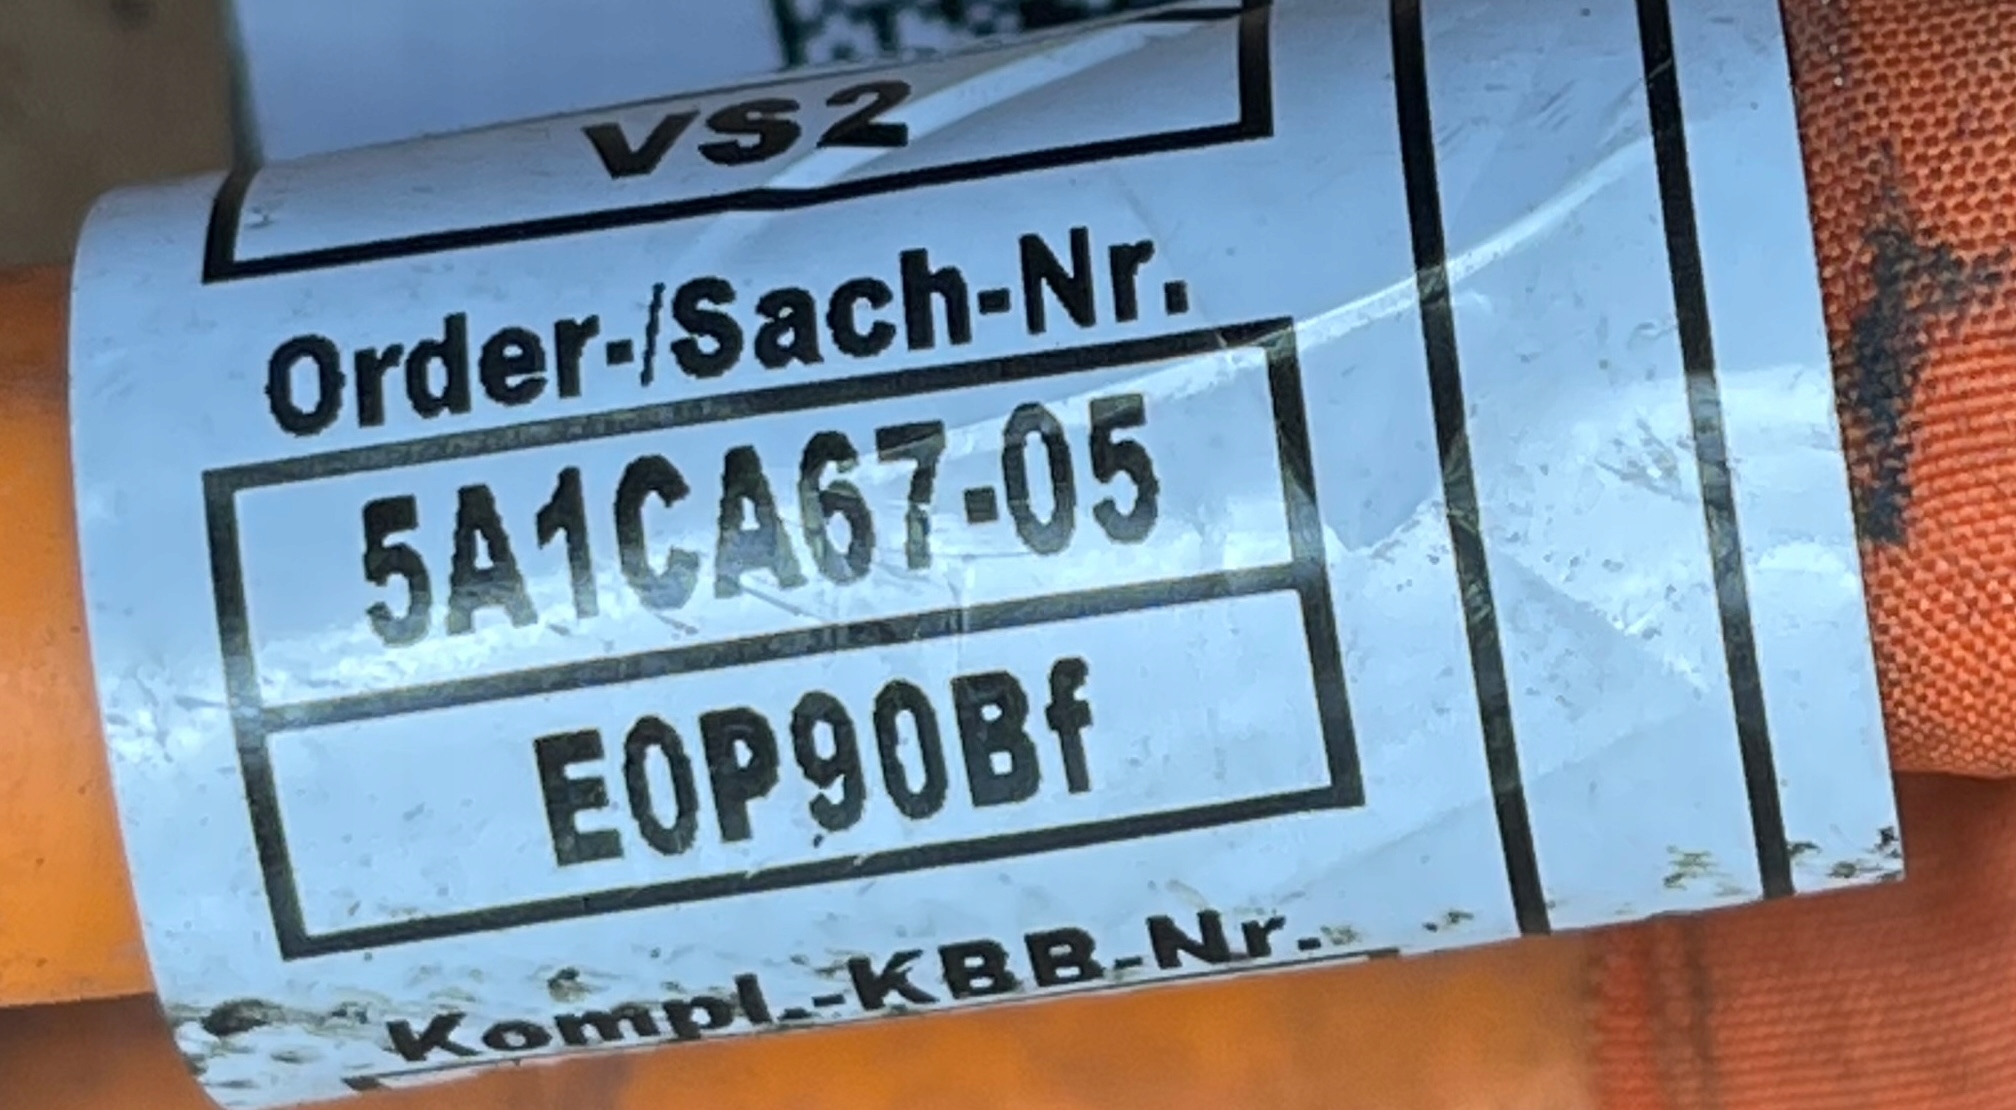 VS2
Order-/Sach-Nr.
5A1CA67-05
E0P90Bf
Kompl.-KBB-Nr.